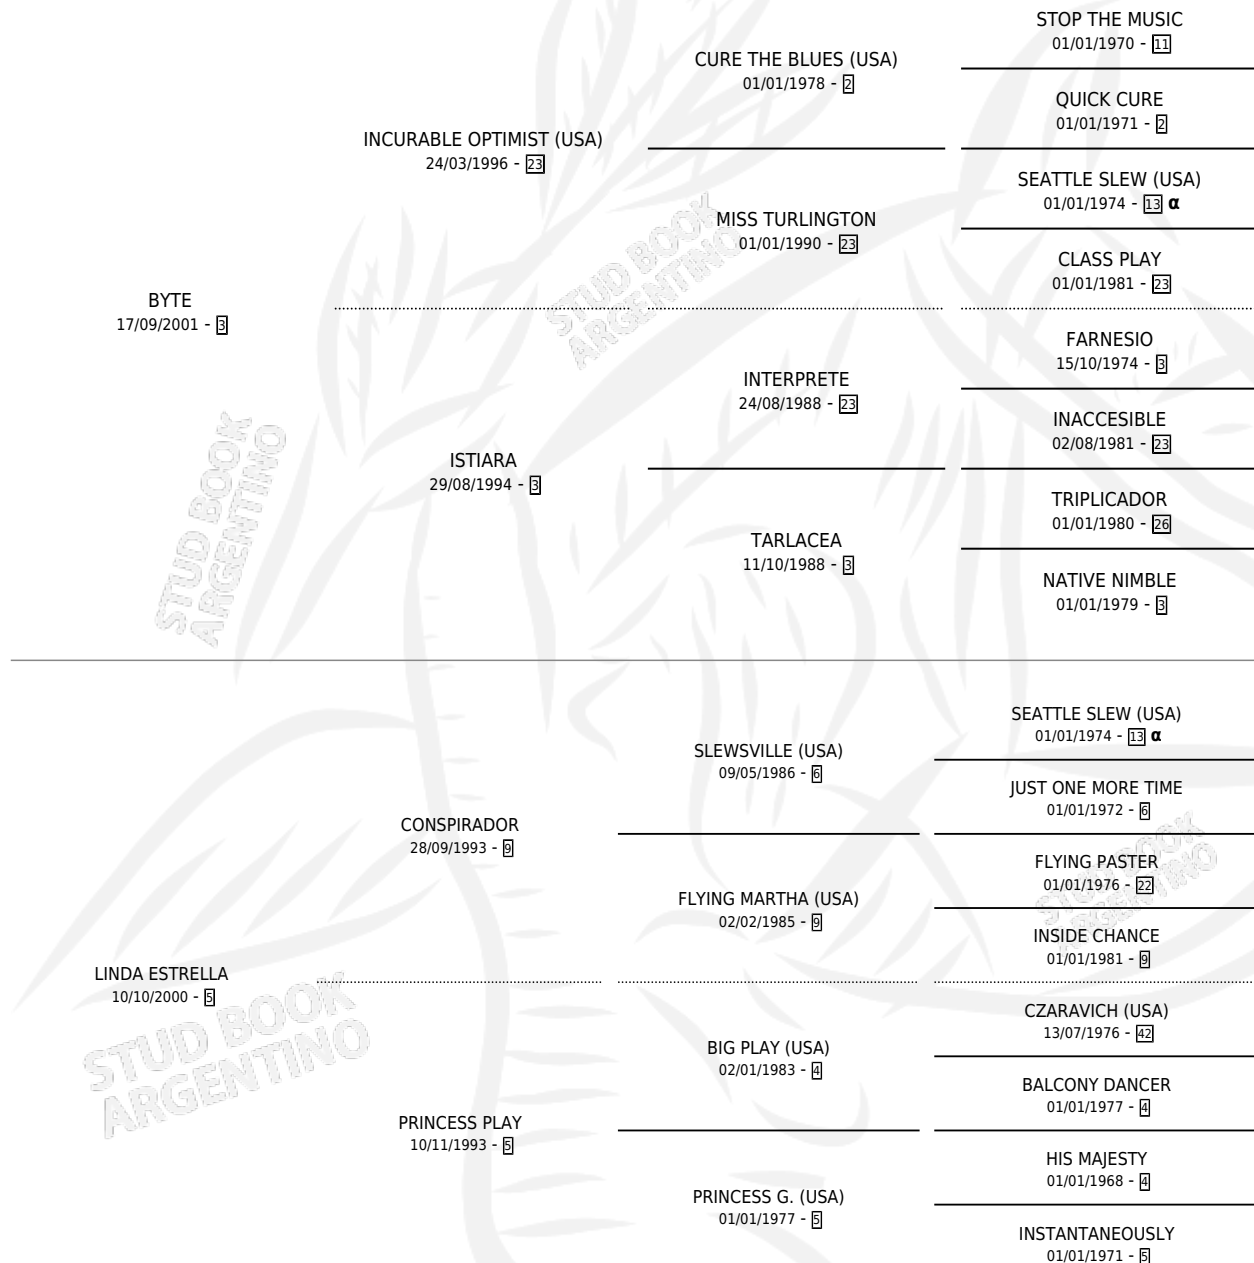 STOP THE MUSIC
01/01/1970 - 11
CURE THE BLUES (USA)
01/01/1978 - 2
QUICK CURE
01/01/1971 - 2
INCURABLE OPTIMIST (USA)
24/03/1996 - 23
SEATTLE SLEW (USA)
01/01/1974 - 13 α
MISS TURLINGTON
01/01/1990 - 23
CLASS PLAY
01/01/1981 - 23
BYTE
17/09/2001 - 3
FARNESIO
15/10/1974 - 3
INTERPRETE
24/08/1988 - 23
INACCESIBLE
02/08/1981 - 23
ISTIARA
29/08/1994 - 3
TRIPLICADOR
01/01/1980 - 26
TARLACEA
11/10/1988 - 3
NATIVE NIMBLE
01/01/1979 - 3
SEATTLE SLEW (USA)
01/01/1974 - 13 α
SLEWSVILLE (USA)
09/05/1986 - 6
JUST ONE MORE TIME
01/01/1972 - 6
CONSPIRADOR
28/09/1993 - 9
FLYING PASTER
01/01/1976 - 22
FLYING MARTHA (USA)
02/02/1985 - 9
INSIDE CHANCE
01/01/1981 - 9
LINDA ESTRELLA
10/10/2000 - 5
CZARAVICH (USA)
13/07/1976 - 42
BIG PLAY (USA)
02/01/1983 - 4
BALCONY DANCER
01/01/1977 - 4
PRINCESS PLAY
10/11/1993 - 5
HIS MAJESTY
01/01/1968 - 4
PRINCESS G. (USA)
01/01/1977 - 5
INSTANTANEOUSLY
01/01/1971 - 5
STUD BOOK
ARGENTINO
STUD BOOK
ARGENTINO
STUD BOOK
ARGENTINO
STUD BOOK
ARGENTINO